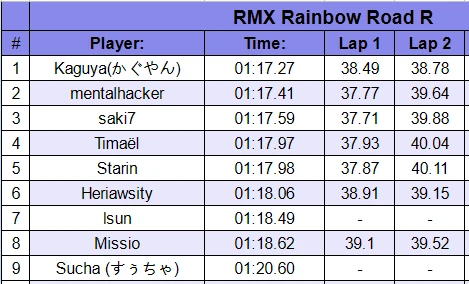 RMX Rainbow Road R
# Player: Time: Lap 1 Lap 2
1 Kaguya(かぐやん) 01:17.27 38.49 38.78
2 mentalhacker 01:17.41 37.77 39.64
3 saki7 01:17.59 37.71 39.88
4 Timaël 01:17.97 37.93 40.04
5 Starin 01:17.98 37.87 40.11
6 Heriawsity 01:18.06 38.91 39.15
7 Isun 01:18.49 - -
8 Missio 01:18.62 39.1 39.52
9 Sucha (すぅちゃ) 01:20.60 - -